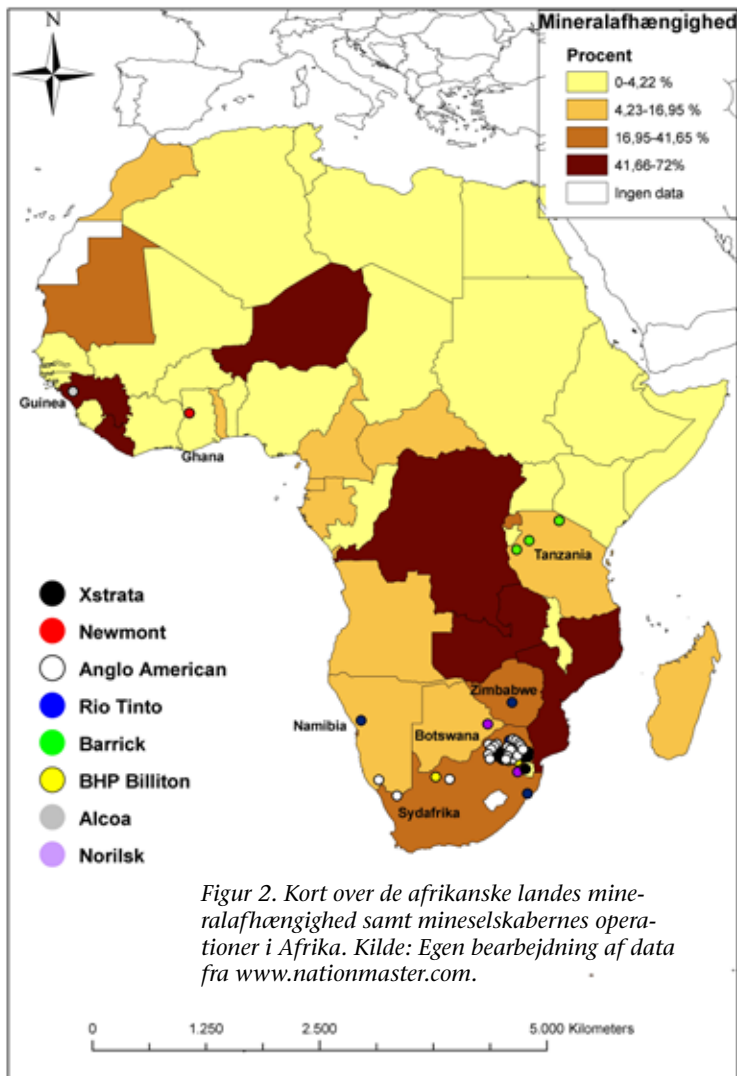 N
Mineralafhængighed
Procent
0-4,22 %
4,23-16,95 %
16,95-41,65 %
41,66-72%
Ingen data
Guinea
Ghana
Tanzania
Zimbabwe
Namibia
Botswana
Sydafrika
Xstrata
Newmont
Anglo American
Rio Tinto
Barrick
BHP Billiton
Alcoa
Norilsk
Figur 2. Kort over de afrikanske landes mine-
ralafhængighed samt mineselskabernes opera-
tioner i Afrika. Kilde: Egen bearbejdning af data
fra www.nationmaster.com.
0 1.250 2.500 5.000 Kilometers